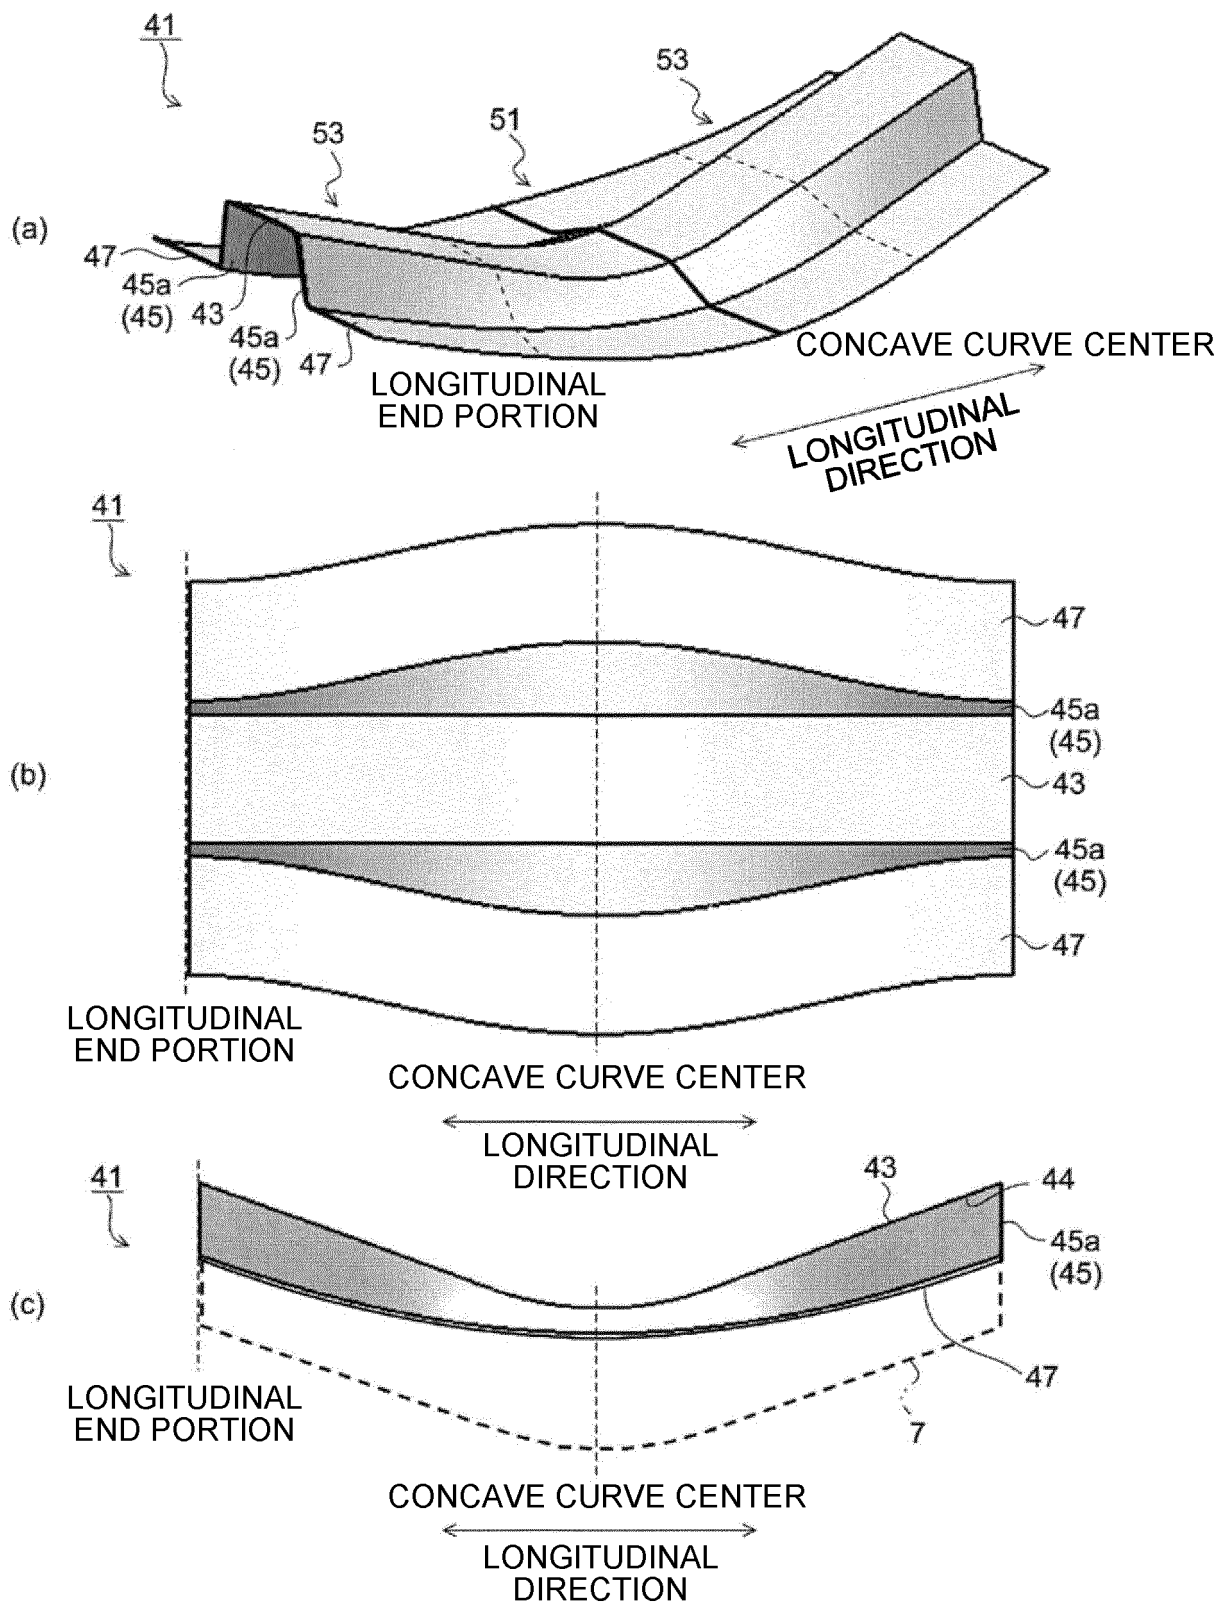 41
53
53
51
(a)
47
45a
(45)
43
45a
(45)
47
CONCAVE CURVE CENTER
LONGITUDINAL
END PORTION
LONGITUDINAL
DIRECTION
41
47
45a
(45)
(b)
43
45a
(45)
47
LONGITUDINAL
END PORTION
CONCAVE CURVE CENTER
LONGITUDINAL
DIRECTION
41
43
44
45a
(45)
(c)
47
7
LONGITUDINAL
END PORTION
CONCAVE CURVE CENTER
LONGITUDINAL
DIRECTION